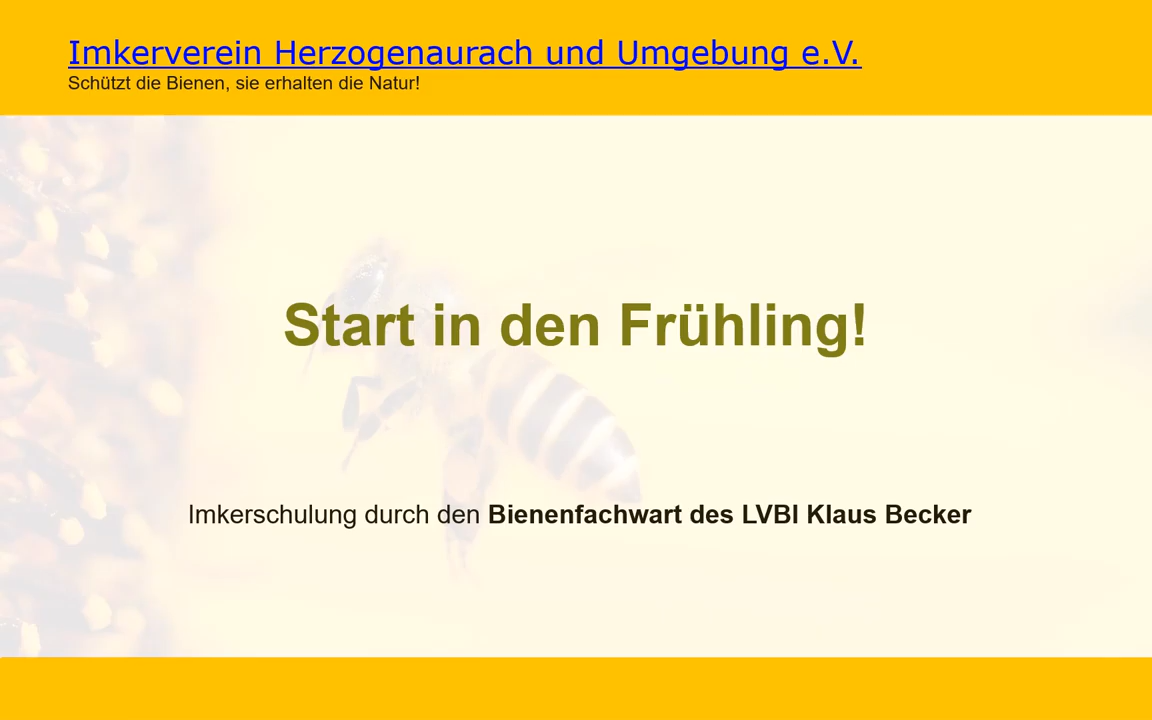 Imkerverein Herzogenaurach und Umgebung e.V.
Schützt die Bienen, sie erhalten die Natur!
Start in den Frühling!
Imkerschulung durch den Bienenfachwart des LVBI Klaus Becker